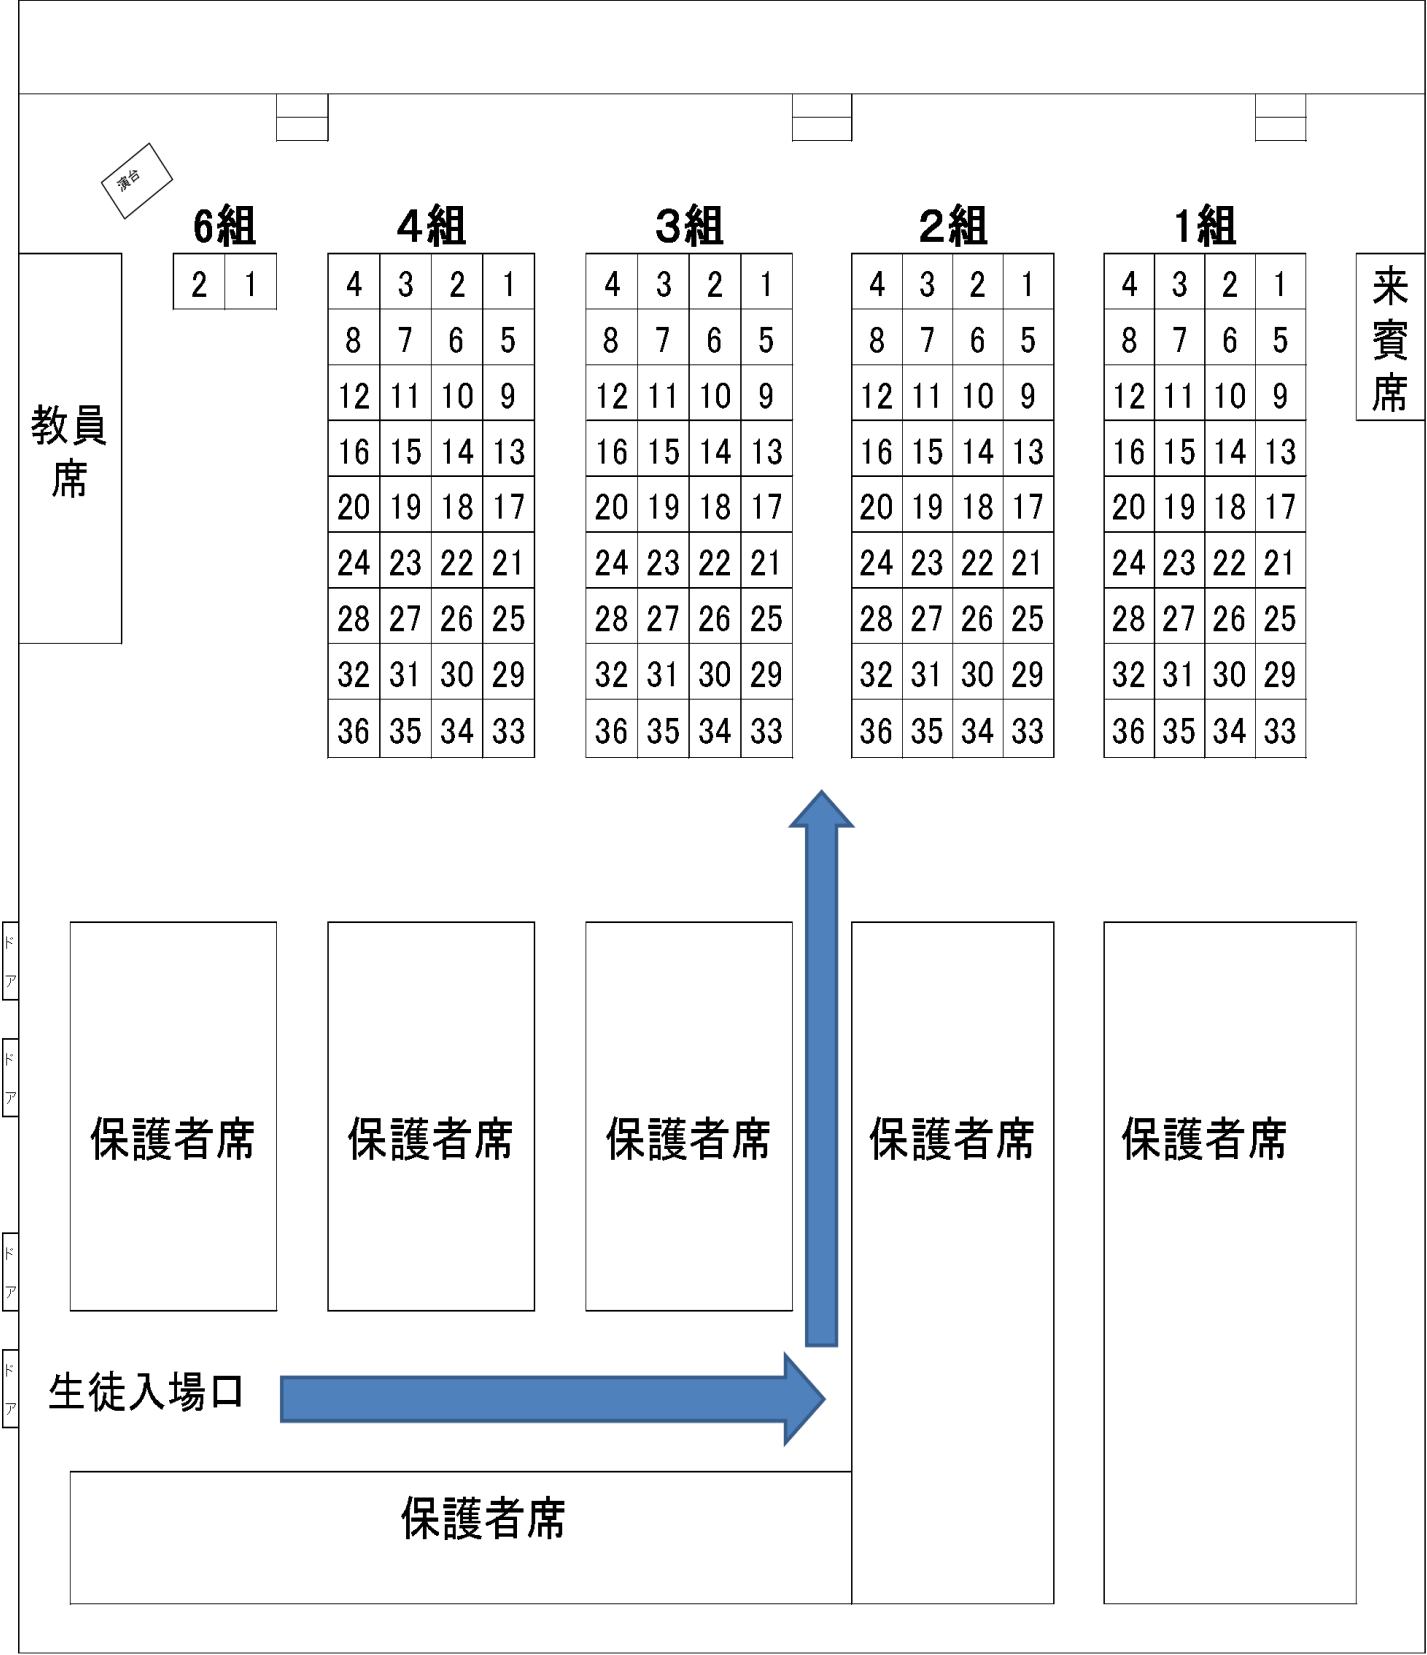 演台
6組 4組 3組 2組 1組
2 1 4 3 2 1 4 3 2 1 4 3 2 1 4 3 2 1
8 7 6 5 8 7 6 5 8 7 6 5 8 7 6 5
12 11 10 9 12 11 10 9 12 11 10 9 12 11 10 9
16 15 14 13 16 15 14 13 16 15 14 13 16 15 14 13
20 19 18 17 20 19 18 17 20 19 18 17 20 19 18 17
24 23 22 21 24 23 22 21 24 23 22 21 24 23 22 21
28 27 26 25 28 27 26 25 28 27 26 25 28 27 26 25
32 31 30 29 32 31 30 29 32 31 30 29 32 31 30 29
36 35 34 33 36 35 34 33 36 35 34 33 36 35 34 33
来賓席
教員
席
ドア
ドア
保護者席 保護者席 保護者席 保護者席 保護者席
ドア
ドア
生徒入場口
保護者席